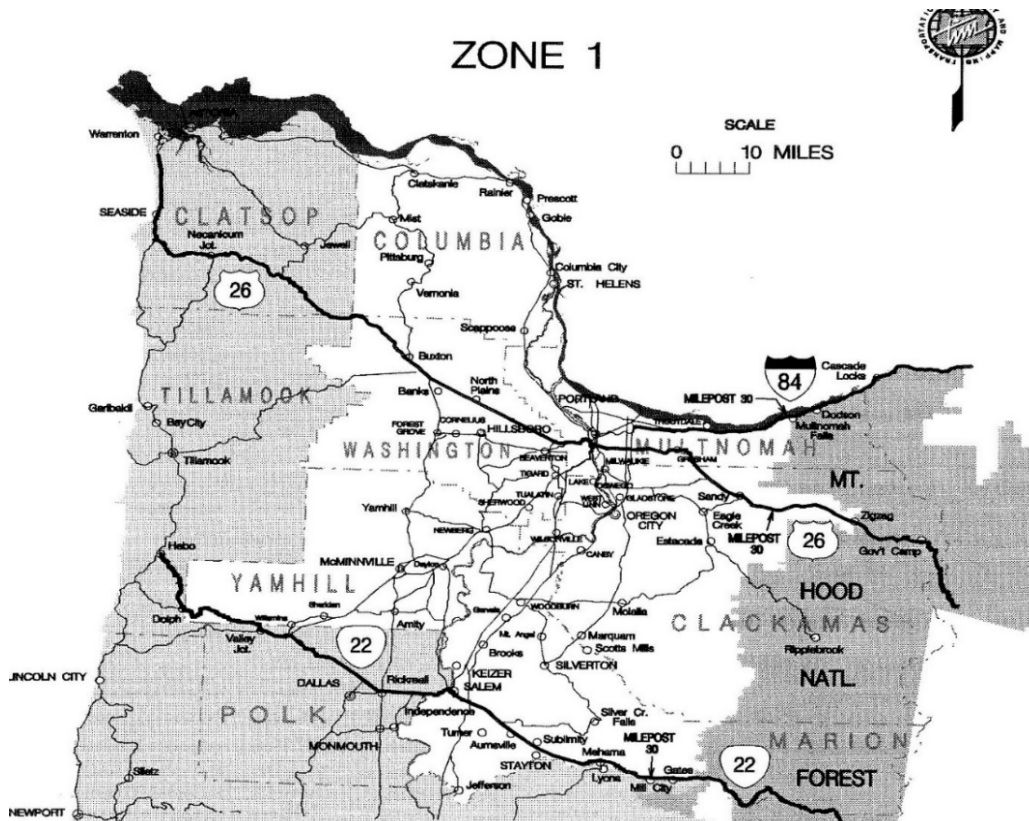 TRANSPORTATION
AND MAPPING
ZONE 1
SCALE
0 10 MILES
Warrenton
Clatskanie
Rainier
Prescott
SEASIDE
CLATSOP
Mist
Goble
Necanicum
Jct.
Jewell
COLUMBIA
Pittsburg
Columbia City
26
Vernonia
ST. HELENS
Scappoose
Buxton
Cascade
Locks
84
TILLAMOOK
Banks
North
Plains
PORTLAND
MILEPOST 30
Garibaldi
Dodson
Bay City
FOREST
GROVE
CORNELIUS
HILLSBORO
TROUTDALE
Multnomah
Falls
WASHINGTON
MULTNOMAH
Tillamook
BEAVERTON
GRESHAM
MILWAUKIE
TIGARD
LAKE
OSWEGO
MT.
TUALATIN
SHERWOOD
WEST
LINN
GLADSTONE
Sandy
Yamhill
OREGON
CITY
Eagle
Creek
Zigzag
NEWBERG
WILSONVILLE
Estacada
MILEPOST
30
26
Gov't Camp
Hebo
CANBY
McMINNVILLE
Dayton
YAMHILL
HOOD
Sheridan
Gervais
WOODBURN
Molalla
CLACKAMAS
Dolph
Willamina
Amity
Mt. Angel
Marquam
Valley
Jct.
22
Brooks
Scotts Mills
Ripplebrook
KEIZER
SILVERTON
NATL.
LINCOLN CITY
DALLAS
Rickreall
SALEM
POLK
Independence
Silver Cr.
Falls
MILEPOST
30
MARION
MONMOUTH
Turner
Aumsville
Sublimity
Mehama
STAYTON
Lyons
Gates
22
FOREST
Siletz
Jefferson
Mill City
NEWPORT